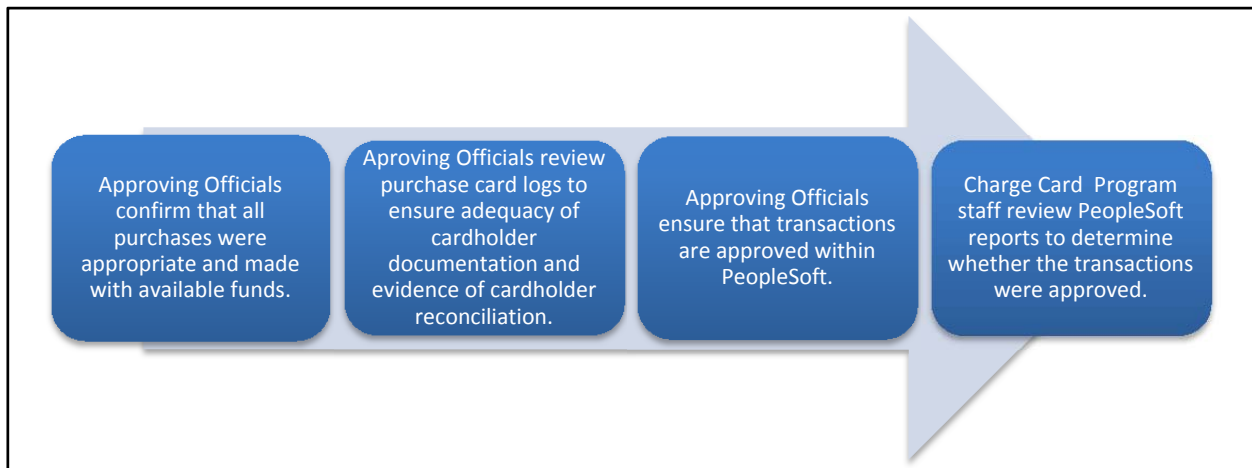 Approving Officials
confirm that all
purchases were
appropriate and made
with available funds.
Aproving Officials review
purchase card logs to
ensure adequacy of
cardholder
documentation and
evidence of cardholder
reconciliation.
Approving Officials
ensure that transactions
are approved within
PeopleSoft.
Charge Card  Program
staff review PeopleSoft
reports to determine
whether the transactions
were approved.